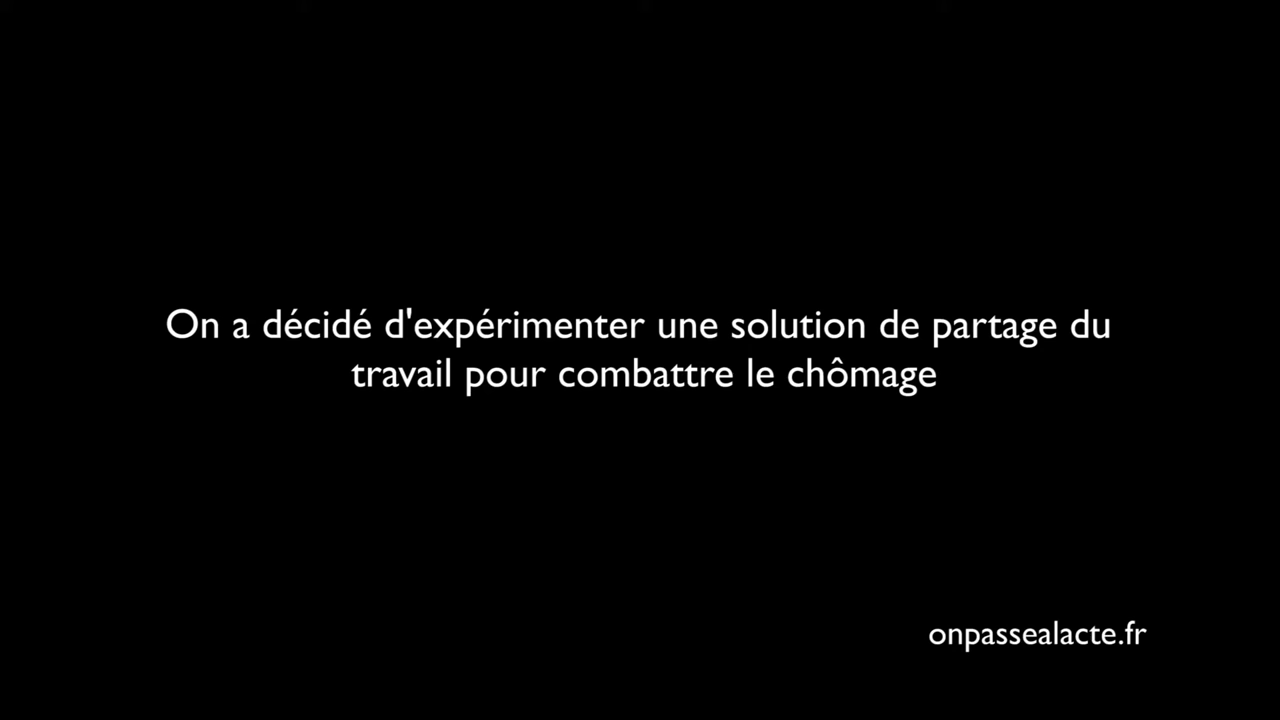 On a décidé d'expérimenter une solution de partage du
travail pour combattre le chômage
onpassealacte.fr